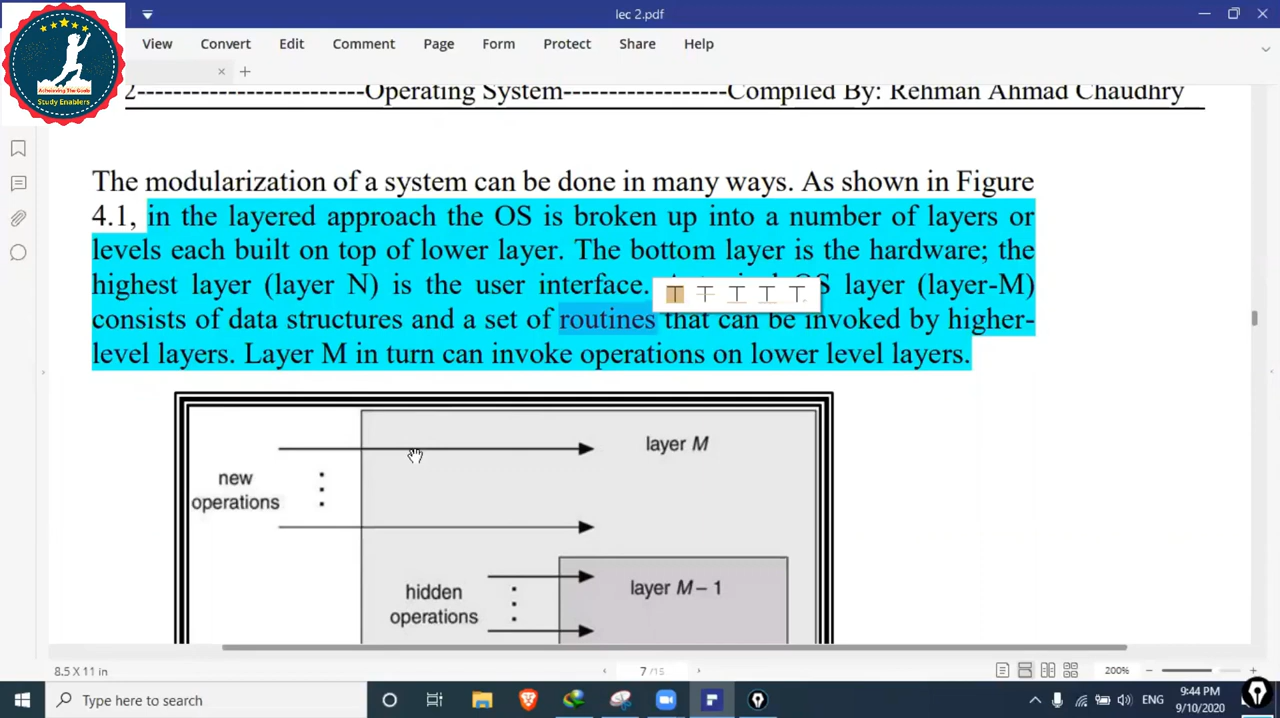 lec 2.pdf
View Convert Edit Comment Page Form Protect Share Help
Acheieving The Goals
Study Enablers
2------------------------Operating System-----------------Compiled By: Rehman Ahmad Chaudhry
The modularization of a system can be done in many ways. As shown in Figure
4.1, in the layered approach the OS is broken up into a number of layers or
levels each built on top of lower layer. The bottom layer is the hardware; the
highest layer (layer N) is the user interface. OS layer (layer-M)
consists of data structures and a set of routines that can be invoked by higher-
level layers. Layer M in turn can invoke operations on lower level layers.
layer M
new
operations
layer M – 1
hidden
operations
8.5 X 11 in
7 /15
200%
Type here to search
ENG
9:44 PM
9/10/2020